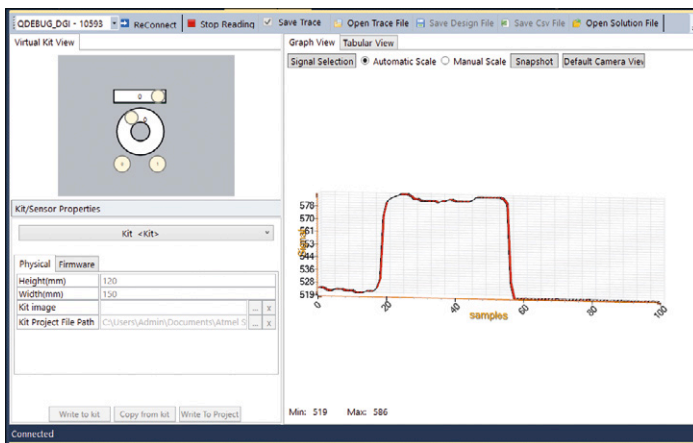 QDEBUG_DGI - 10593 ReConnect Stop Reading Save Trace Open Trace File Save Design File Save Csv File Open Solution File
Virtual Kit View
Graph View Tabular View
Signal Selection Automatic Scale Manual Scale Snapshot Default Camera View
0
0
0 1
Kit/Sensor Properties
Kit <Kit>
Physical Firmware
Height(mm) 120
Width(mm) 150
Kit image ... x
Kit Project File Path C:\Users\Admin\Documents\Atmel S ... x
Write to kit Copy from kit Write To Project
578
570
561
553
544
536
528
519
Signal
0 20 40 60 80 100
samples
Min: 519 Max: 586
Connected